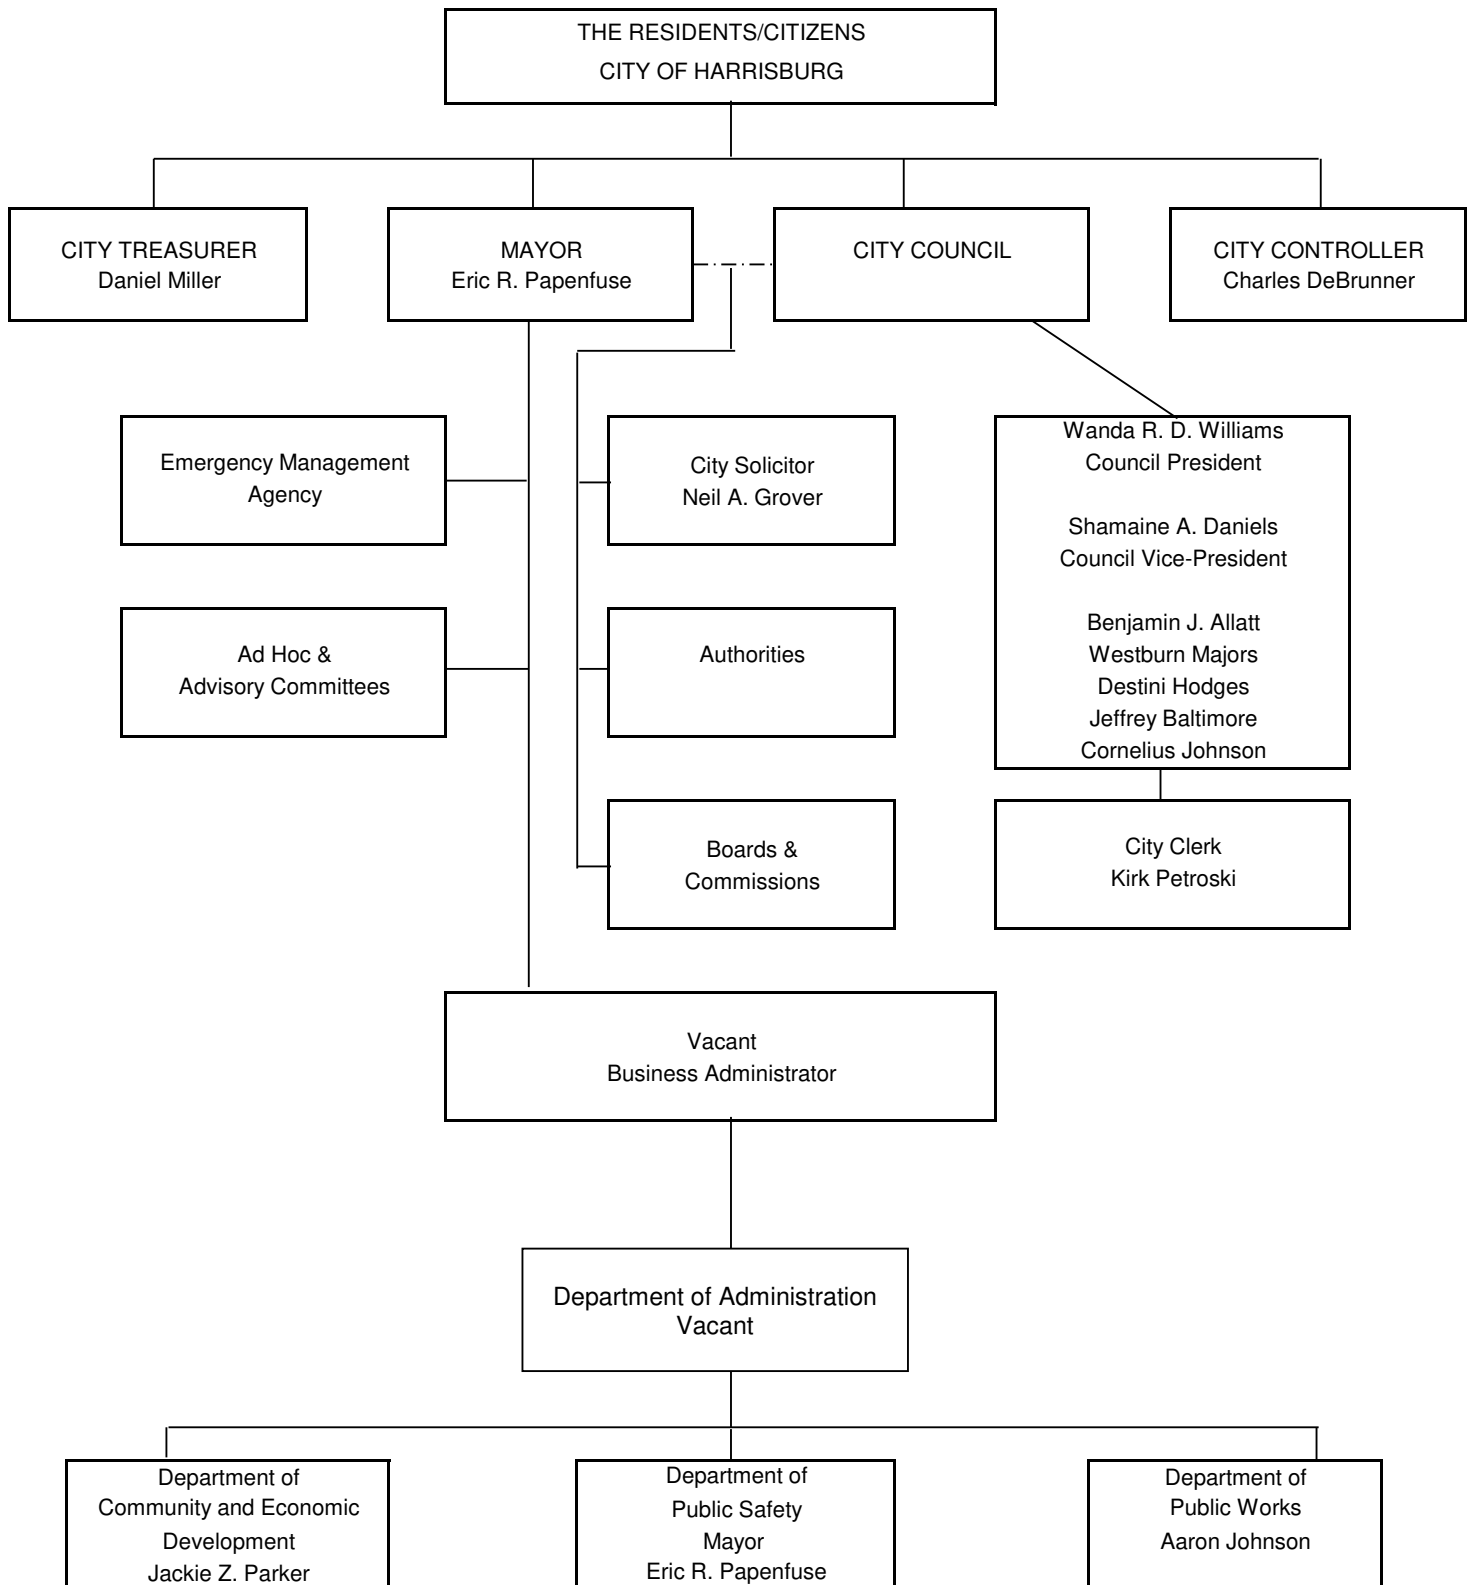 THE RESIDENTS/CITIZENS
CITY OF HARRISBURG
CITY TREASURER
Daniel Miller
MAYOR
Eric R. Papenfuse
CITY COUNCIL
CITY CONTROLLER
Charles DeBrunner
Emergency Management
Agency
City Solicitor
Neil A. Grover
Wanda R. D. Williams
Council President
Shamaine A. Daniels
Council Vice-President
Benjamin J. Allatt
Westburn Majors
Destini Hodges
Jeffrey Baltimore
Cornelius Johnson
Ad Hoc &
Advisory Committees
Authorities
Boards &
Commissions
City Clerk
Kirk Petroski
Vacant
Business Administrator
Department of Administration
Vacant
Department of
Community and Economic
Development
Jackie Z. Parker
Department of
Public Safety
Mayor
Eric R. Papenfuse
Department of
Public Works
Aaron Johnson